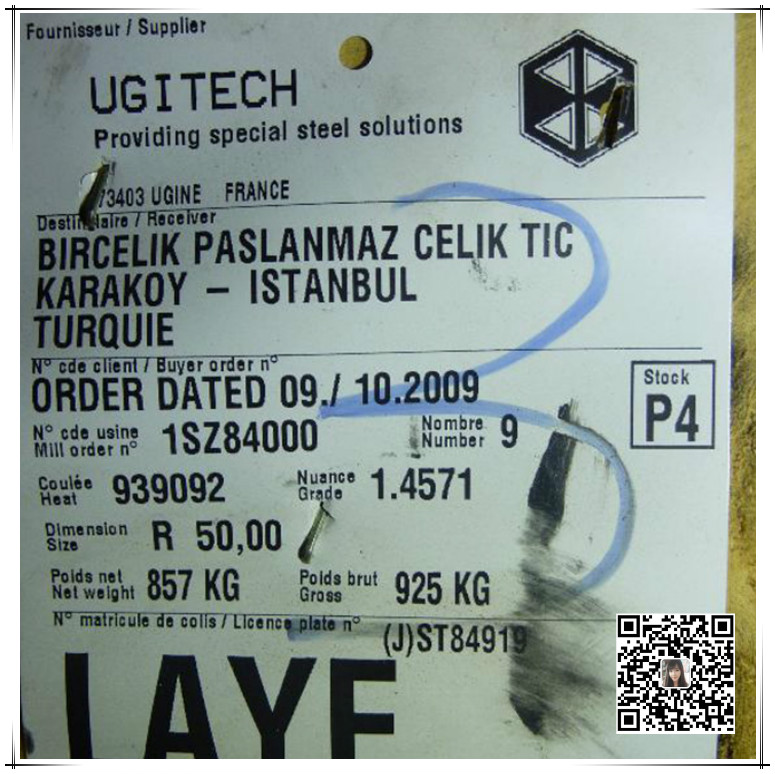 Fournisseur / Supplier
UGITECH
Providing special steel solutions
73403 UGINE FRANCE
Destinataire / Receiver
BIRCELIK PASLANMAZ CELIK TIC
KARAKOY – ISTANBUL
TURQUIE
N° cde client / Buyer order n°
ORDER DATED 09./ 10.2009
Stock
P4
N° cde usine
Mill order n°
1SZ84000
Nombre
Number
9
Coulée
Heat
939092
Nuance
Grade
1.4571
Dimension
Size
R 50,00
Poids net
Net weight
857 KG
Poids brut
Gross
925 KG
N° matricule de colis / Licence plate n°
(J)ST84919
3